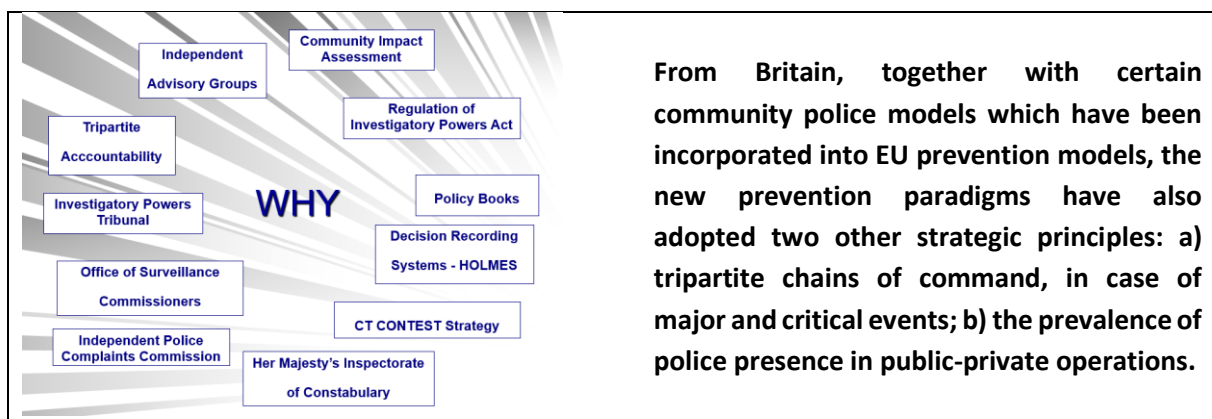 Community Impact
Assessment
Independent
Advisory Groups
Regulation of
Investigatory Powers Act
Tripartite
Acccountability
WHY
Policy Books
Investigatory Powers
Tribunal
Decision Recording
Systems - HOLMES
Office of Surveillance
Commissioners
CT CONTEST Strategy
Independent Police
Complaints Commission
Her Majesty's Inspectorate
of Constabulary
From Britain, together with certain
community police models which have been
incorporated into EU prevention models, the
new prevention paradigms have also
adopted two other strategic principles: a)
tripartite chains of command, in case of
major and critical events; b) the prevalence of
police presence in public-private operations.